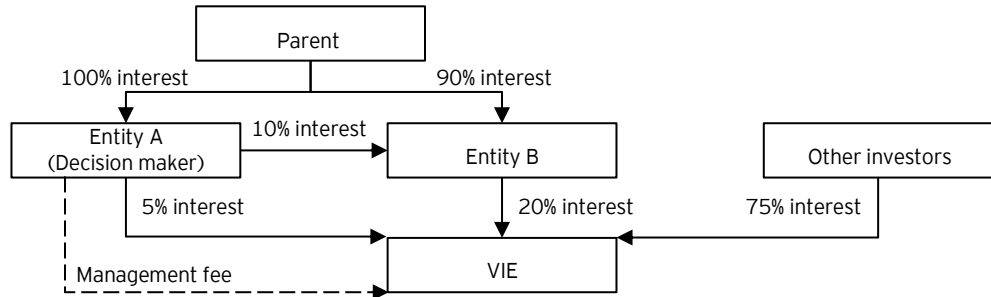 Parent
100% interest
90% interest
Entity A
(Decision maker)
10% interest
Entity B
Other investors
5% interest
20% interest
75% interest
Management fee
VIE